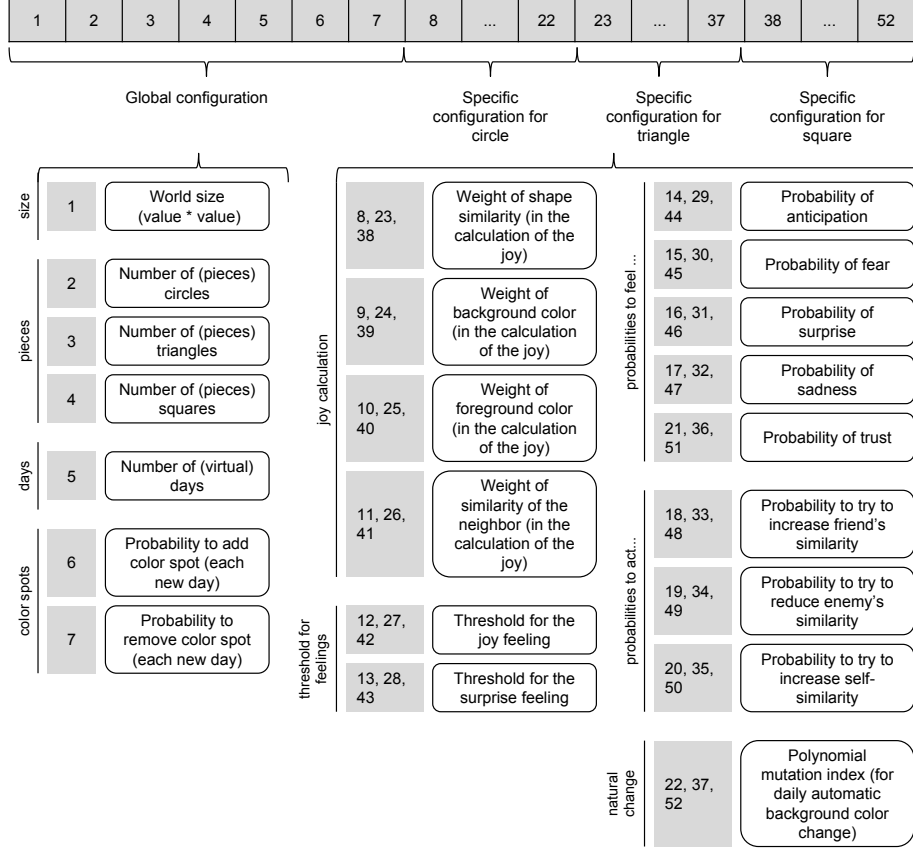 1 2 3 4 5 6 7 8 ... 22 23 ... 37 38 ... 52
Global configuration
Specific
configuration for
circle
Specific
configuration for
triangle
Specific
configuration for
square
size
1
World size
(value * value)
pieces
2
Number of (pieces)
circles
3
Number of (pieces)
triangles
4
Number of (pieces)
squares
days
5
Number of (virtual)
days
color spots
6
Probability to add
color spot (each
new day)
7
Probability to
remove color spot
(each new day)
joy calculation
8, 23,
38
Weight of shape
similarity (in the
calculation of the
joy)
9, 24,
39
Weight of
background color
(in the calculation
of the joy)
10, 25,
40
Weight of
foreground color
(in the calculation
of the joy)
11, 26,
41
Weight of
similarity of the
neighbor (in the
calculation of the
joy)
threshold for
feelings
12, 27,
42
Threshold for the
joy feeling
13, 28,
43
Threshold for the
surprise feeling
probabilities to feel ...
14, 29,
44
Probability of
anticipation
15, 30,
45
Probability of fear
16, 31,
46
Probability of
surprise
17, 32,
47
Probability of
sadness
21, 36,
51
Probability of trust
probabilities to act...
18, 33,
48
Probability to try to
increase friend's
similarity
19, 34,
49
Probability to try to
reduce enemy's
similarity
20, 35,
50
Probability to try to
increase self-
similarity
natural
change
22, 37,
52
Polynomial
mutation index (for
daily automatic
background color
change)